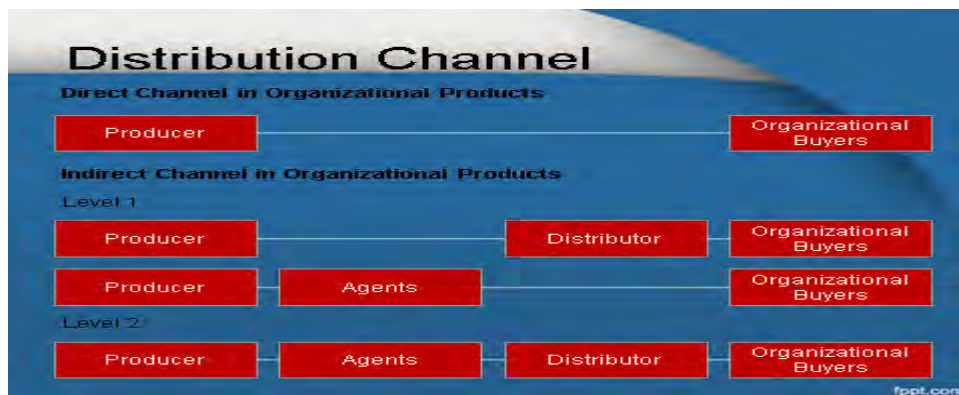 Distribution Channel
Direct Channel in Organizational Products
Producer
Organizational
Buyers
Indirect Channel in Organizational Products
Level 1
Producer
Distributor
Organizational
Buyers
Producer
Agents
Organizational
Buyers
Level 2
Producer
Agents
Distributor
Organizational
Buyers
fppt.com